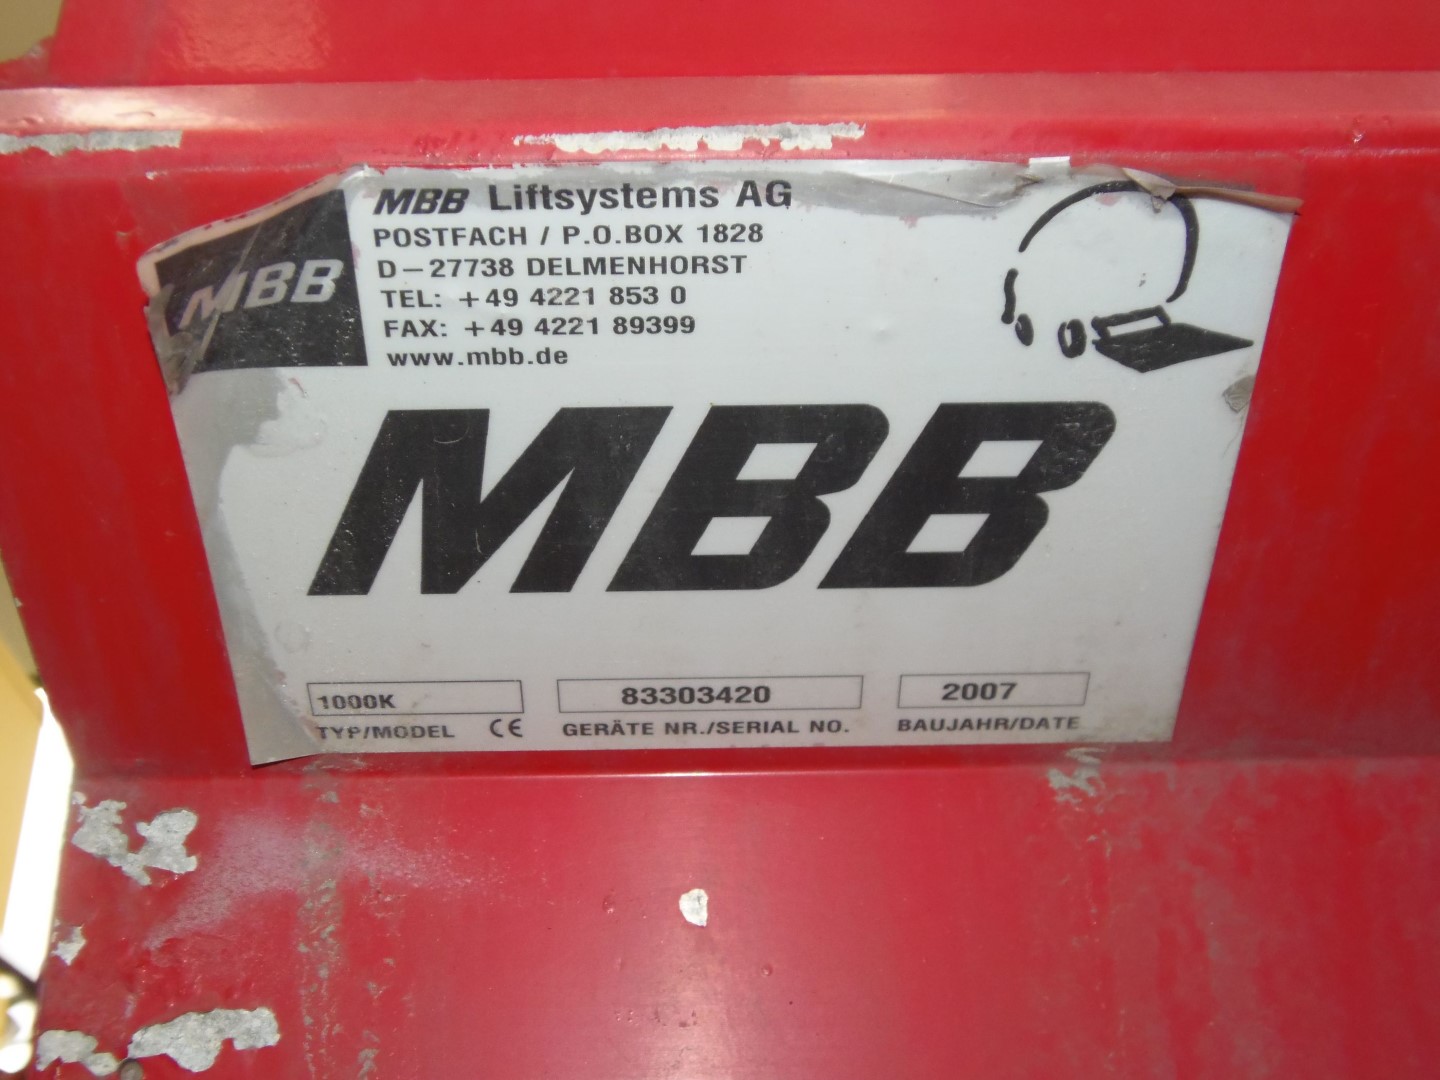 MBB
MBB Liftsystems AG
POSTFACH / P.O.BOX 1828
D-27738 DELMENHORST
TEL: +49 4221 853 0
FAX: +49 4221 89399
www.mbb.de
MBB
1000K 83303420 2007
TYP/MODEL CE GERÄTE NR./SERIAL NO. BAUJAHR/DATE